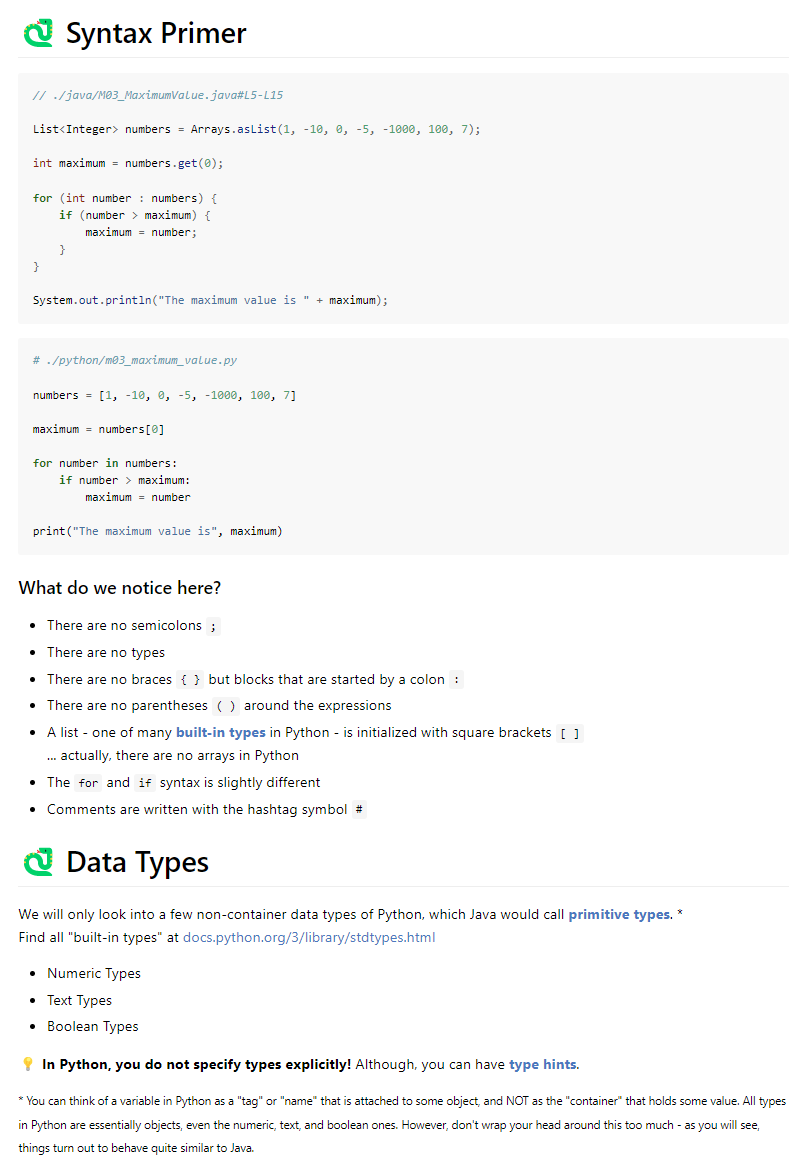 Syntax Primer
// ./java/M03_MaximumValue.java#L5-L15
List<Integer> numbers = Arrays.asList(1, -10, 0, -5, -1000, 100, 7);
int maximum = numbers.get(0);
for (int number : numbers) {
    if (number > maximum) {
        maximum = number;
    }
}
System.out.println("The maximum value is " + maximum);
# ./python/m03_maximum_value.py
numbers = [1, -10, 0, -5, -1000, 100, 7]
maximum = numbers[0]
for number in numbers:
    if number > maximum:
        maximum = number
print("The maximum value is", maximum)
What do we notice here?
• There are no semicolons ;
• There are no types
• There are no braces { } but blocks that are started by a colon :
• There are no parentheses ( ) around the expressions
• A list - one of many built-in types in Python - is initialized with square brackets [ ]
... actually, there are no arrays in Python
• The for and if syntax is slightly different
• Comments are written with the hashtag symbol #
Data Types
We will only look into a few non-container data types of Python, which Java would call primitive types. *
Find all "built-in types" at docs.python.org/3/library/stdtypes.html
• Numeric Types
• Text Types
• Boolean Types
💡 In Python, you do not specify types explicitly! Although, you can have type hints.
* You can think of a variable in Python as a "tag" or "name" that is attached to some object, and NOT as the "container" that holds some value. All types
in Python are essentially objects, even the numeric, text, and boolean ones. However, don't wrap your head around this too much - as you will see,
things turn out to behave quite similar to Java.